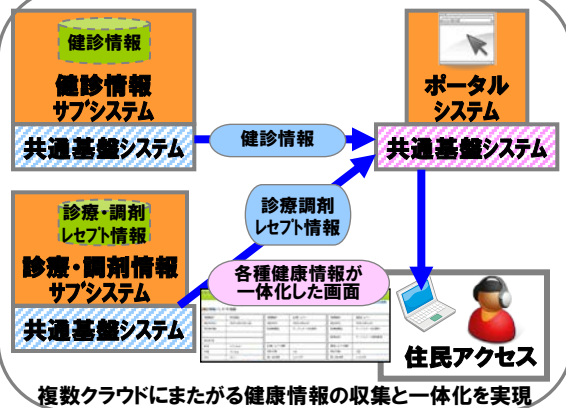 健診情報
健診情報
サブシステム
共通基盤システム
健診情報
ポータル
システム
共通基盤システム
診療・調剤
レセプト情報
診療・調剤情報
サブシステム
共通基盤システム
診療調剤
レセプト情報
各種健康情報が
一体化した画面
住民アクセス
複数クラウドにまたがる健康情報の収集と一体化を実現